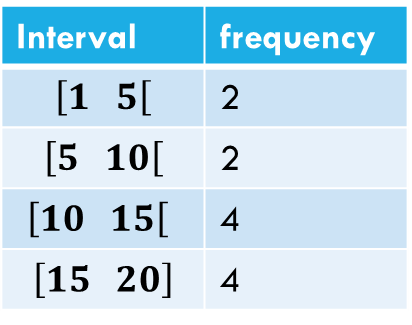 Interval frequency
[1 5[ 2
[5 10[ 2
[10 15[ 4
[15 20] 4